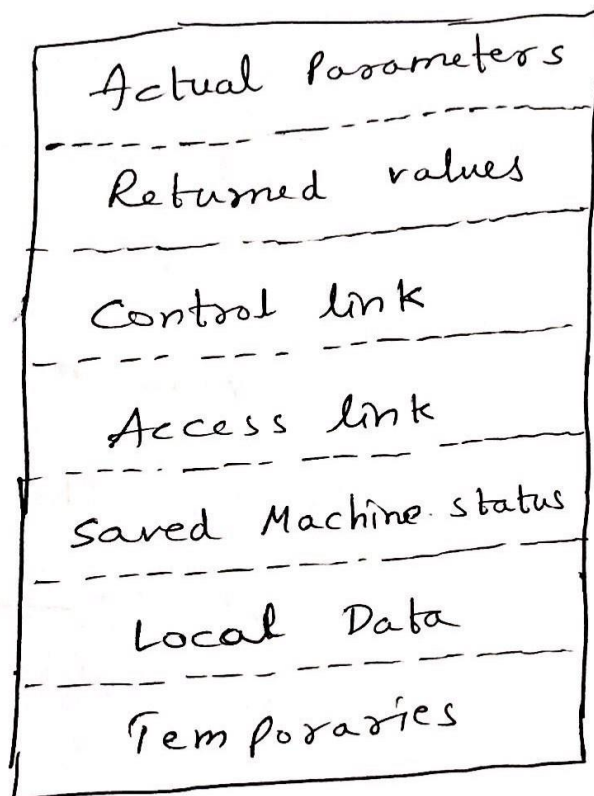 Actual Parameters
Returned values
Control link
Access link
Saved Machine status
Local Data
Temporaries